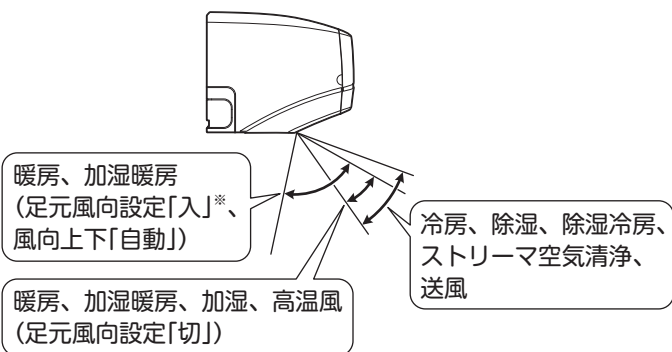 暖房、加湿暖房
(足元風向設定「入」※、
風向上下「自動」)
冷房、除湿、除湿冷房、
ストリーマ空気清浄、
送風
暖房、加湿暖房、加湿、高温風
(足元風向設定「切」)